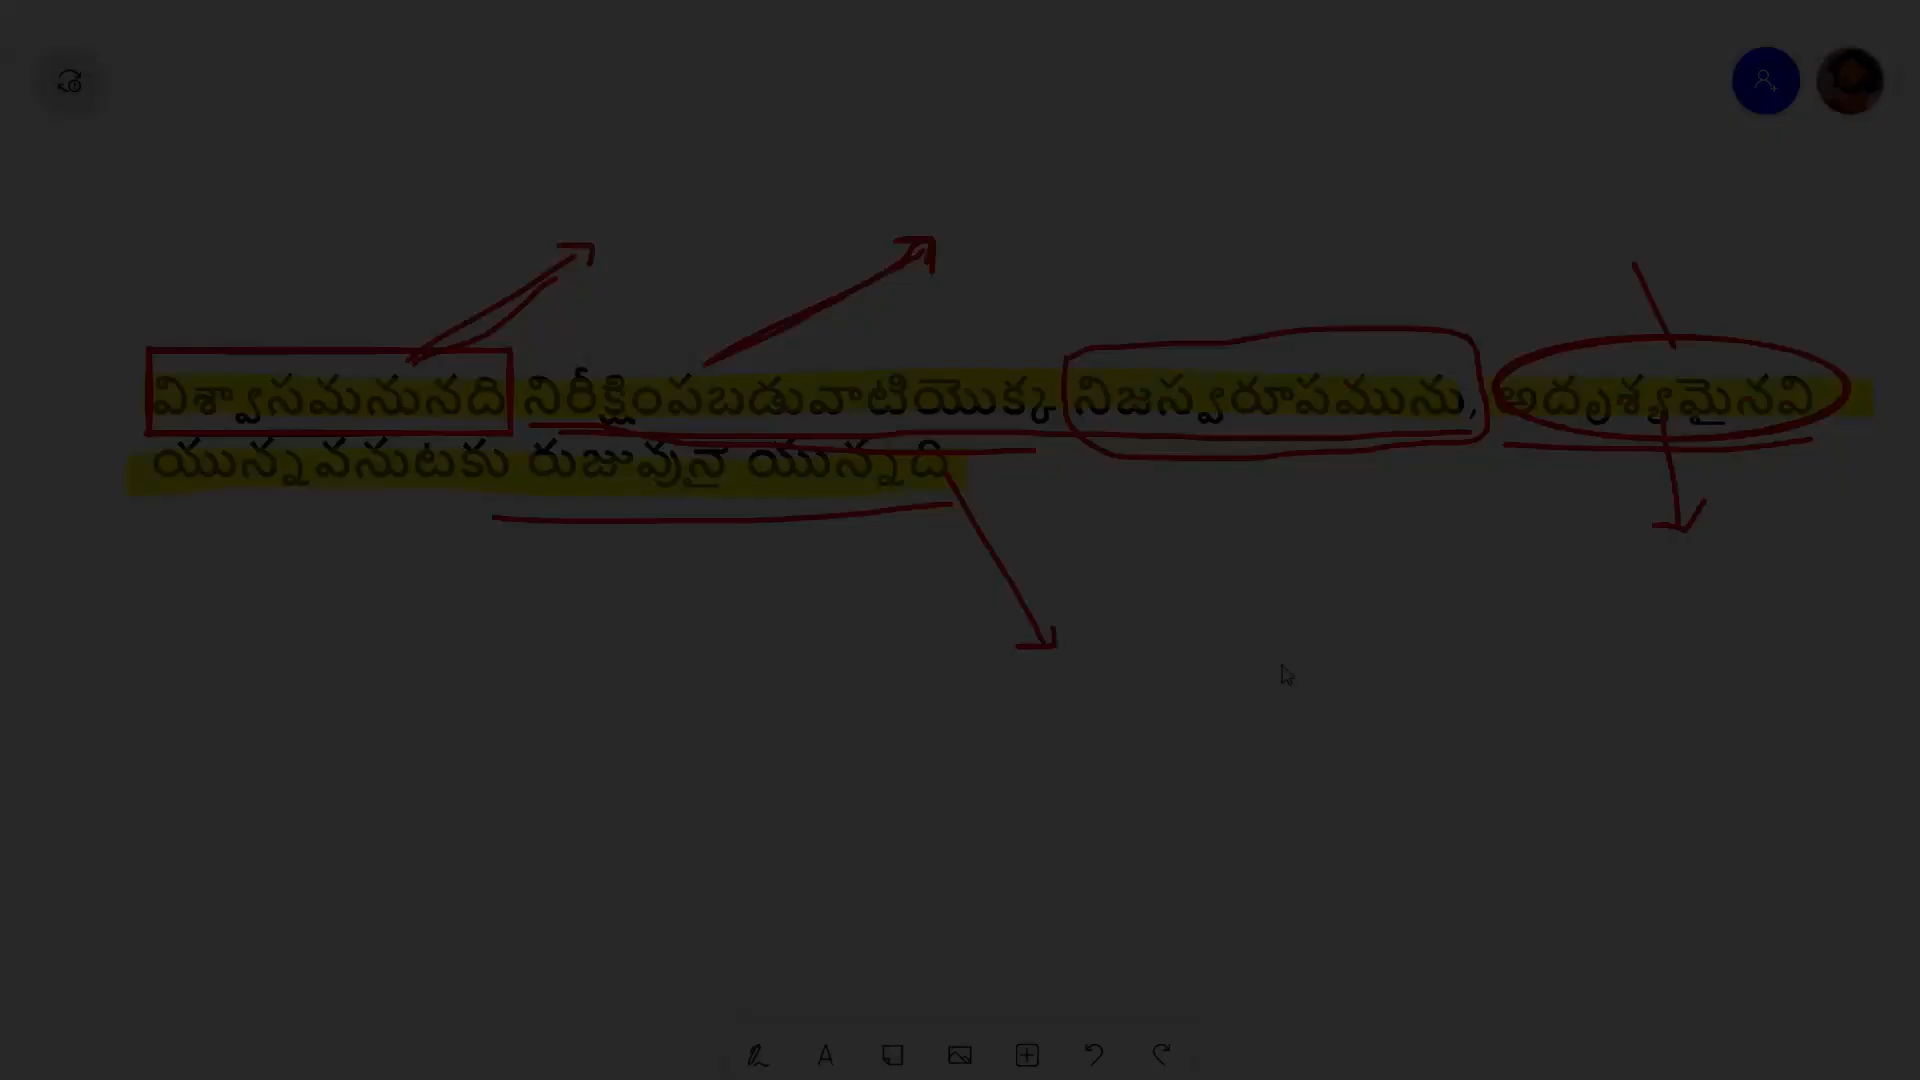 విశ్వాసమనునది నిరీక్షింపబడువాటియొక్క నిజస్వరూపమును, అదృశ్యమైనవి
యున్నవనుటకు రుజువునై యున్నది